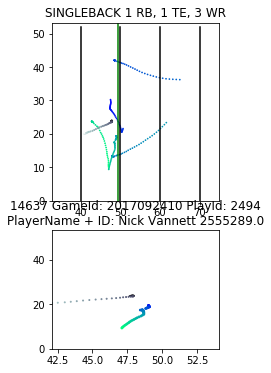 SINGLEBACK 1 RB, 1 TE, 3 WR
50
40
30
20
10
0
40 50 60 70
14637 GameId: 2017092410 PlayId: 2494
PlayerName + ID: Nick Vannett 2555289.0
40
20
0
42.5 45.0 47.5 50.0 52.5